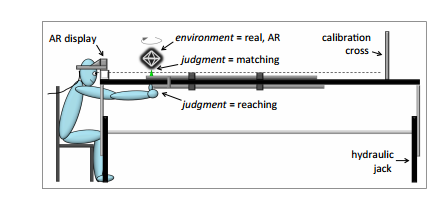 AR display
environment = real, AR
judgment = matching
calibration
cross
judgment = reaching
hydraulic
jack